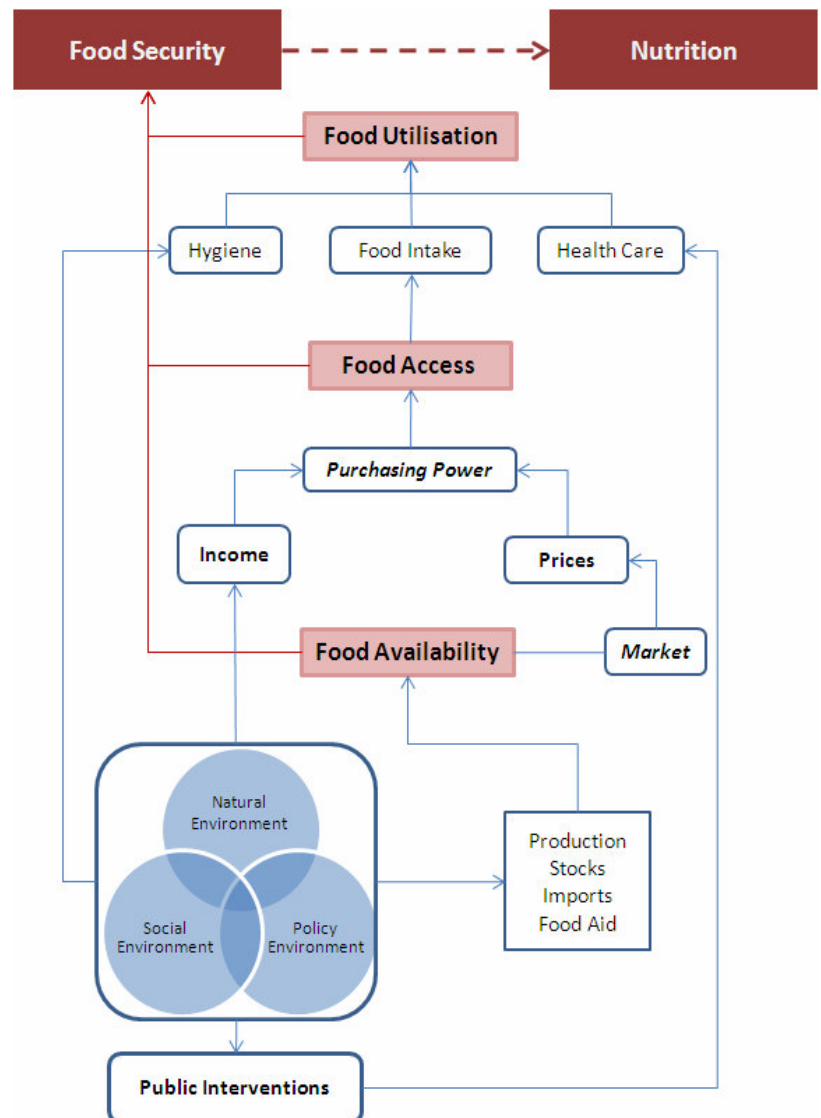 Food Security
Nutrition
Food Utilisation
Hygiene
Food Intake
Health Care
Food Access
Purchasing Power
Income
Prices
Food Availability
Market
Natural
Environment
Social
Environment
Policy
Environment
Production
Stocks
Imports
Food Aid
Public Interventions